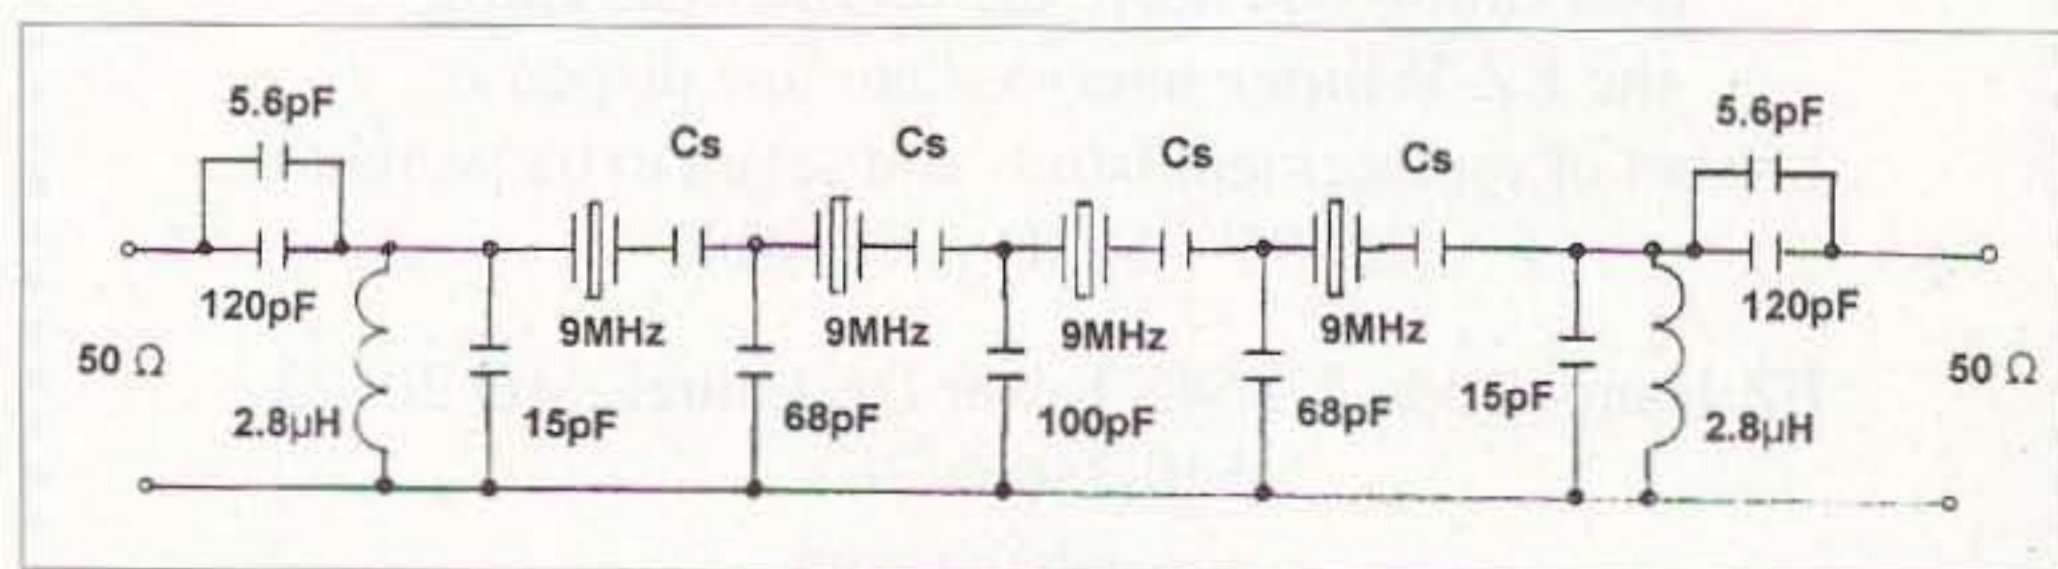 5.6pF
5.6pF
Cs
Cs
Cs
Cs
120pF
9MHz
9MHz
9MHz
9MHz
120pF
50 Ω
50 Ω
2.8µH
15pF
68pF
100pF
68pF
15pF
2.8µH